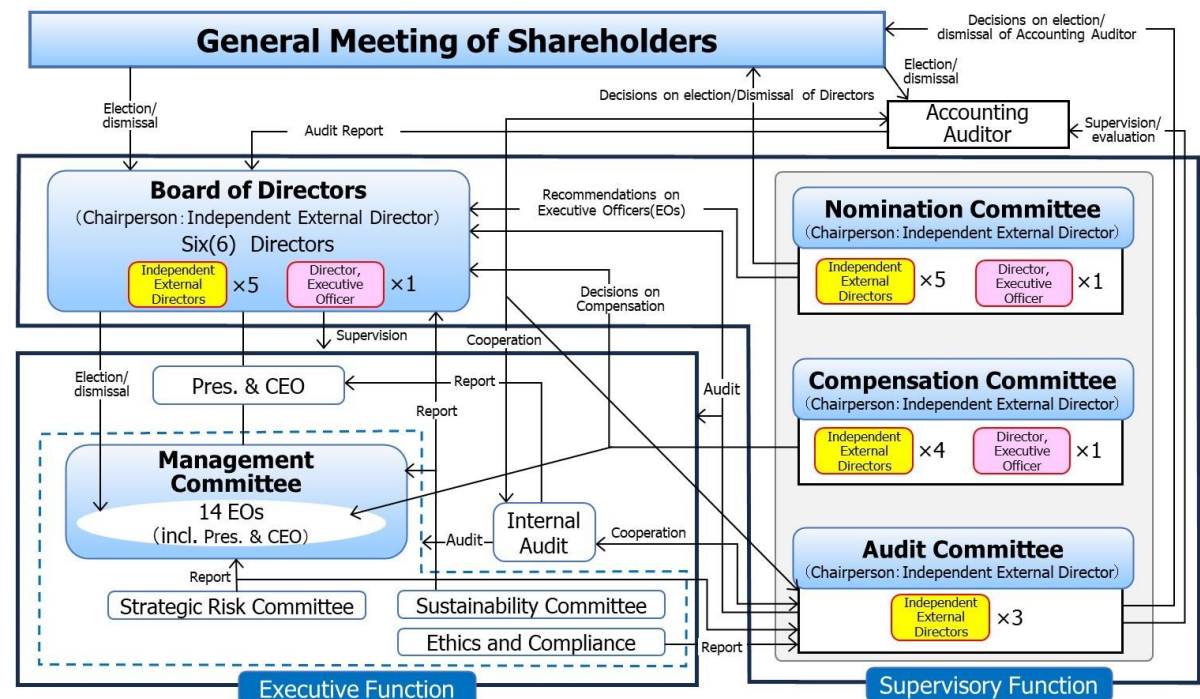 General Meeting of Shareholders
Decisions on election/
dismissal of Accounting Auditor
Election/
dismissal
Decisions on election/Dismissal of Directors
Election/
dismissal
Audit Report
Accounting
Auditor
Supervision/
evaluation
Board of Directors
(Chairperson: Independent External Director)
Six(6) Directors
Independent
External
Directors
×5
Director,
Executive
Officer
×1
Recommendations on
Executive Officers(EOs)
Nomination Committee
(Chairperson: Independent External Director)
Independent
External
Directors
×5
Director,
Executive
Officer
×1
Decisions on
Compensation
Supervision
Cooperation
Election/
dismissal
Pres. & CEO
Report
Report
Audit
Compensation Committee
(Chairperson: Independent External Director)
Independent
External
Directors
×4
Director,
Executive
Officer
×1
Management
Committee
14 EOs
(incl. Pres. & CEO)
Internal
Audit
Audit
Cooperation
Audit Committee
(Chairperson: Independent External Director)
Independent
External
Directors
×3
Report
Strategic Risk Committee
Sustainability Committee
Ethics and Compliance
Report
Executive Function
Supervisory Function